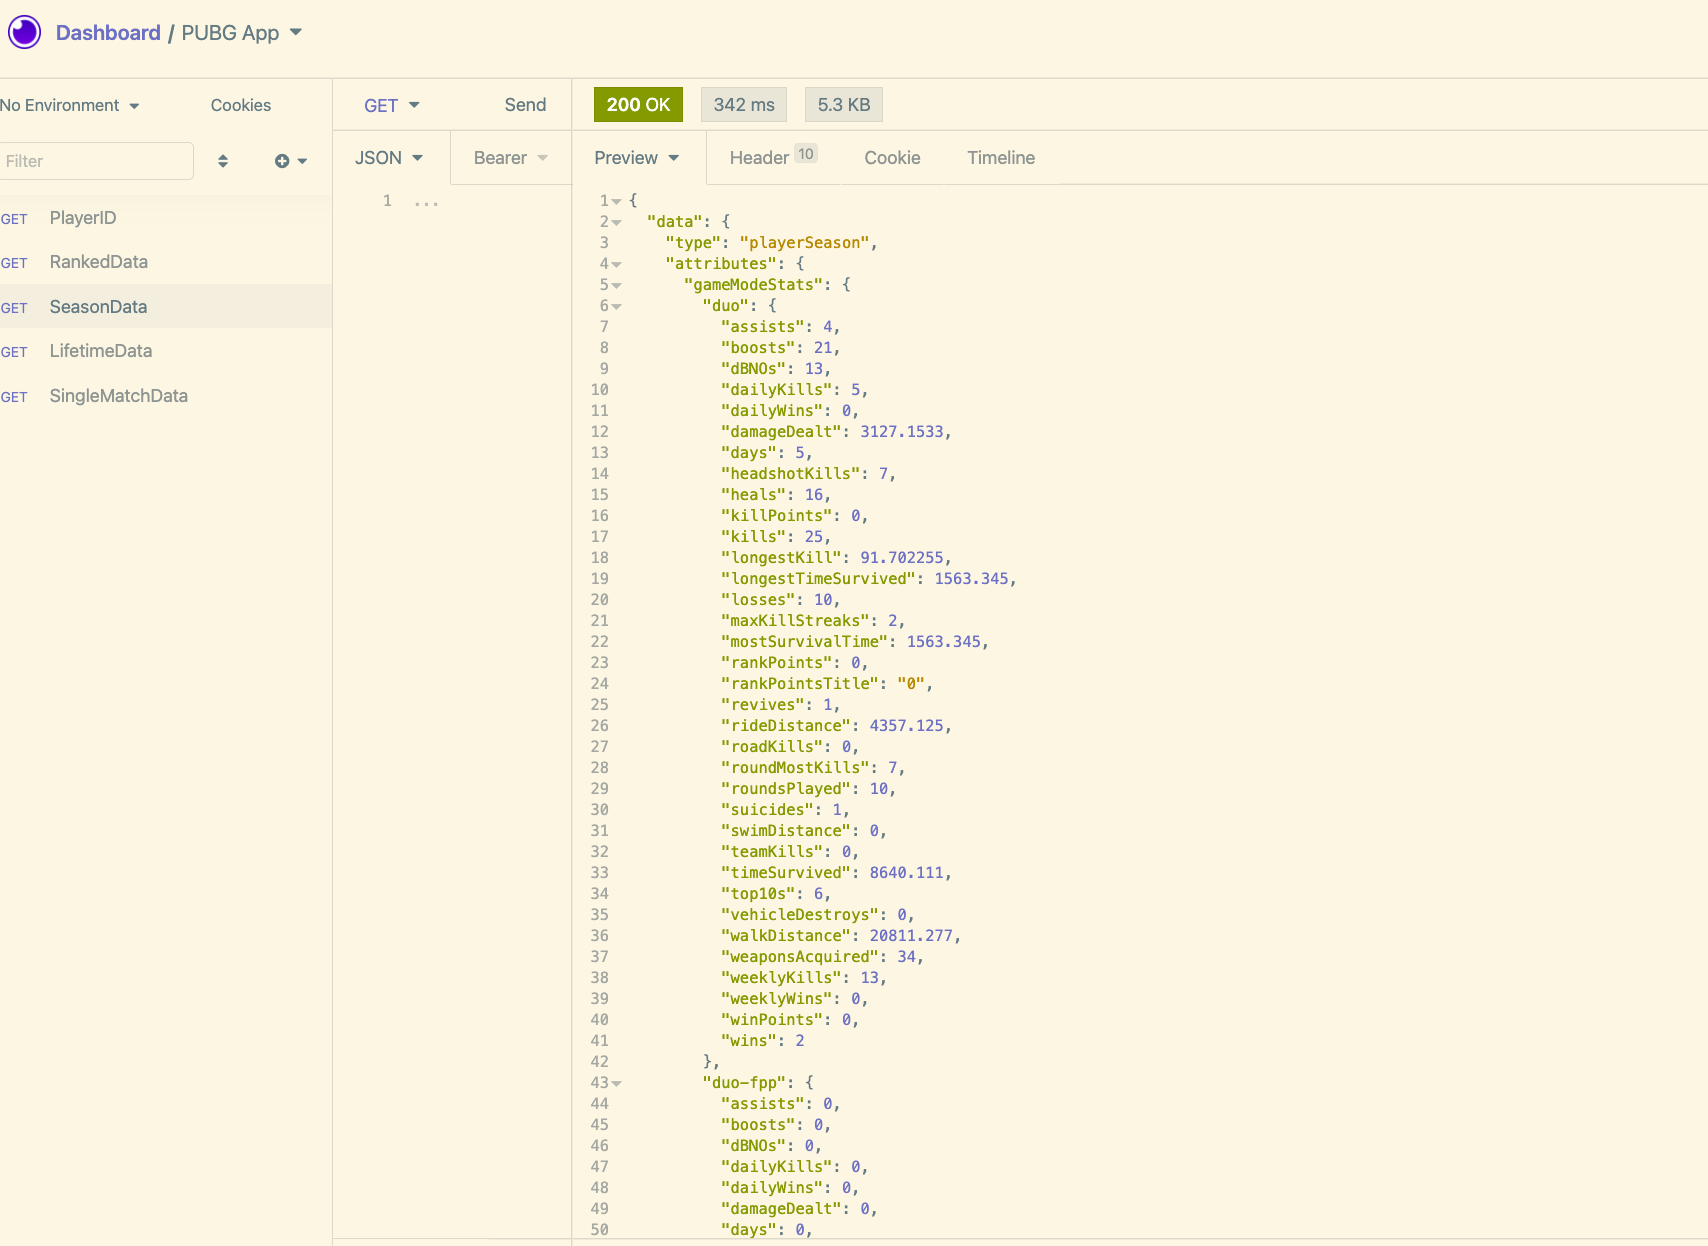 Dashboard / PUBG App
No Environment
Cookies
Filter
GET PlayerID
GET RankedData
GET SeasonData
GET LifetimeData
GET SingleMatchData
GET Send
JSON Bearer
1 ...
200 OK 342 ms 5.3 KB
Preview Header 10 Cookie Timeline
1 {
2 "data": {
3 "type": "playerSeason",
4 "attributes": {
5 "gameModeStats": {
6 "duo": {
7 "assists": 4,
8 "boosts": 21,
9 "dBNOs": 13,
10 "dailyKills": 5,
11 "dailyWins": 0,
12 "damageDealt": 3127.1533,
13 "days": 5,
14 "headshotKills": 7,
15 "heals": 16,
16 "killPoints": 0,
17 "kills": 25,
18 "longestKill": 91.702255,
19 "longestTimeSurvived": 1563.345,
20 "losses": 10,
21 "maxKillStreaks": 2,
22 "mostSurvivalTime": 1563.345,
23 "rankPoints": 0,
24 "rankPointsTitle": "0",
25 "revives": 1,
26 "rideDistance": 4357.125,
27 "roadKills": 0,
28 "roundMostKills": 7,
29 "roundsPlayed": 10,
30 "suicides": 1,
31 "swimDistance": 0,
32 "teamKills": 0,
33 "timeSurvived": 8640.111,
34 "top10s": 6,
35 "vehicleDestroys": 0,
36 "walkDistance": 20811.277,
37 "weaponsAcquired": 34,
38 "weeklyKills": 13,
39 "weeklyWins": 0,
40 "winPoints": 0,
41 "wins": 2
42 },
43 "duo-fpp": {
44 "assists": 0,
45 "boosts": 0,
46 "dBNOs": 0,
47 "dailyKills": 0,
48 "dailyWins": 0,
49 "damageDealt": 0,
50 "days": 0,